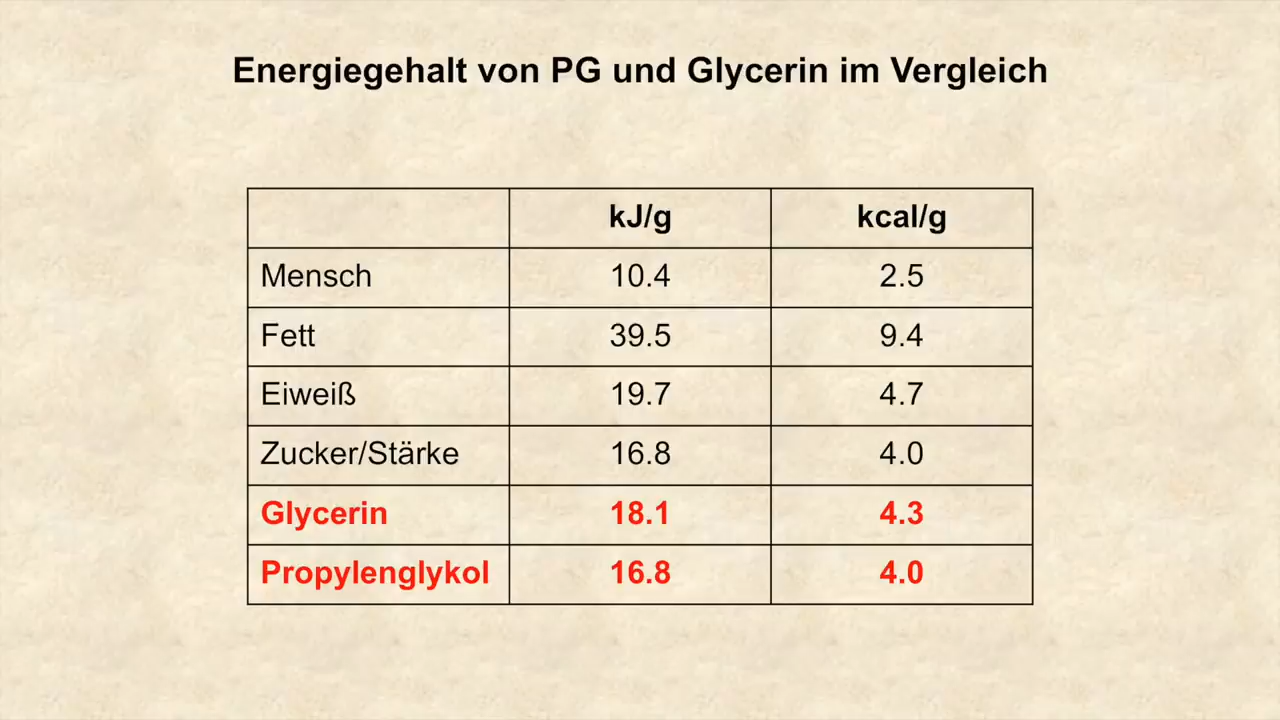 Energiegehalt von PG und Glycerin im Vergleich
kJ/g kcal/g
Mensch 10.4 2.5
Fett 39.5 9.4
Eiweiß 19.7 4.7
Zucker/Stärke 16.8 4.0
Glycerin 18.1 4.3
Propylenglykol 16.8 4.0